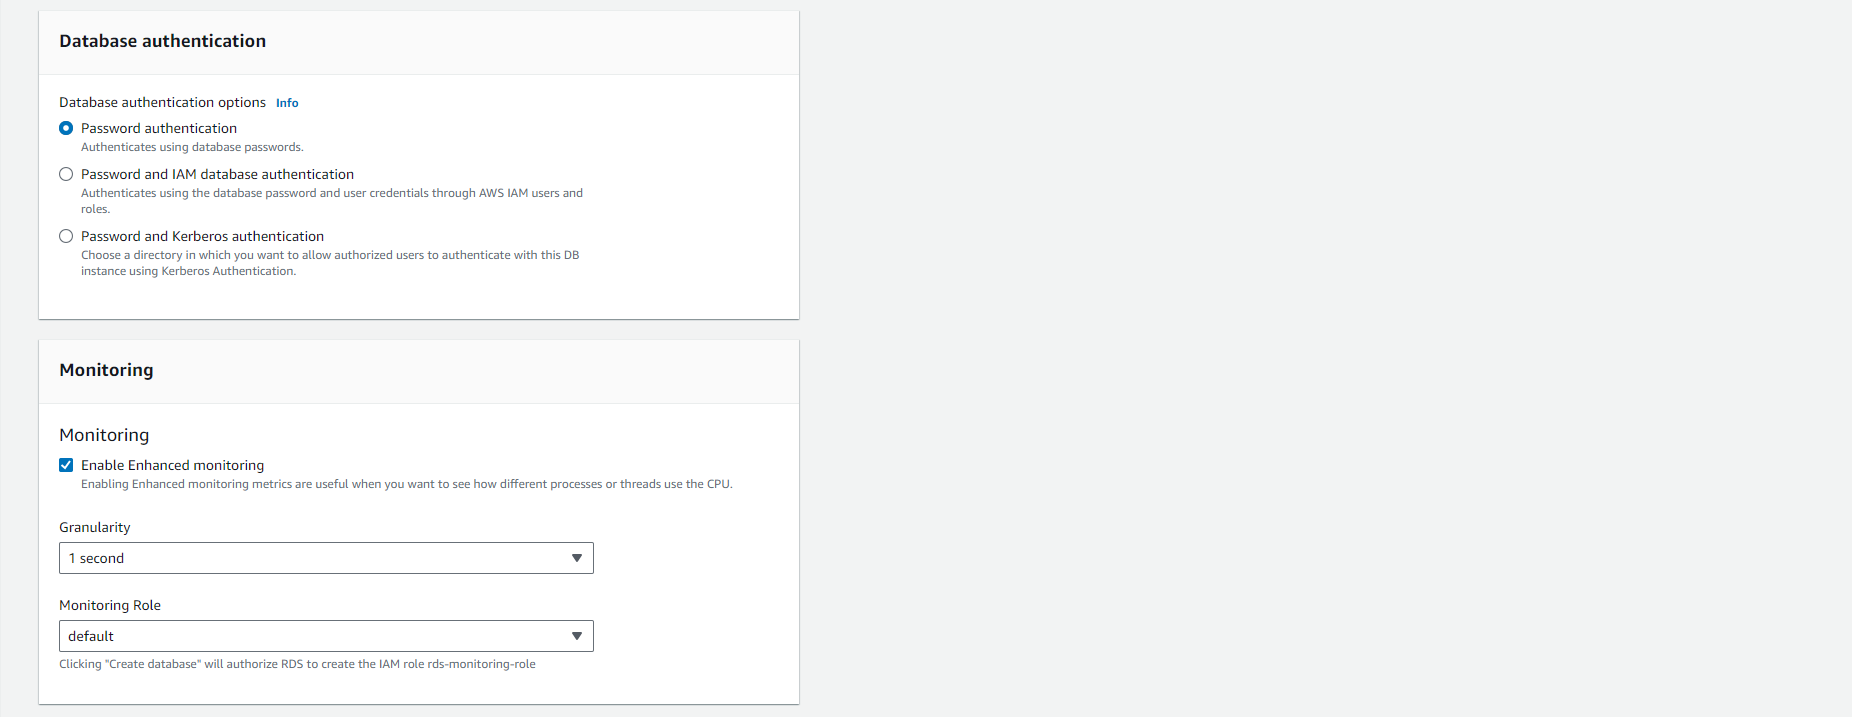 Database authentication
Database authentication options Info
Password authentication
Authenticates using database passwords.
Password and IAM database authentication
Authenticates using the database password and user credentials through AWS IAM users and
roles.
Password and Kerberos authentication
Choose a directory in which you want to allow authorized users to authenticate with this DB
instance using Kerberos Authentication.
Monitoring
Monitoring
Enable Enhanced monitoring
Enabling Enhanced monitoring metrics are useful when you want to see how different processes or threads use the CPU.
Granularity
1 second
Monitoring Role
default
Clicking "Create database" will authorize RDS to create the IAM role rds-monitoring-role